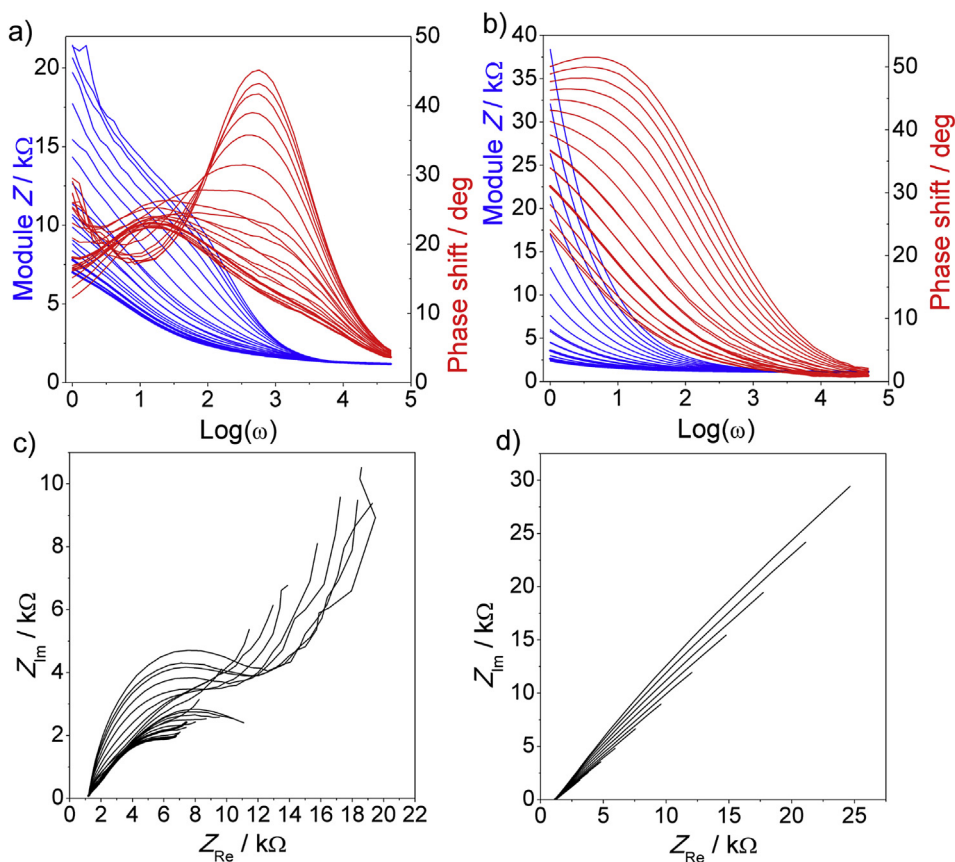 a)
Module Z / kΩ
20
15
10
5
0
50
40
30
20
10
0
Phase shift / deg
0 1 2 3 4 5
Log(ω)
b)
Module Z / kΩ
40
35
30
25
20
15
10
5
0
50
40
30
20
10
0
Phase shift / deg
0 1 2 3 4 5
Log(ω)
c)
Z_Im / kΩ
10
8
6
4
2
0
0 2 4 6 8 10 12 14 16 18 20 22
Z_Re / kΩ
d)
Z_Im / kΩ
30
25
20
15
10
5
0
0 5 10 15 20 25
Z_Re / kΩ